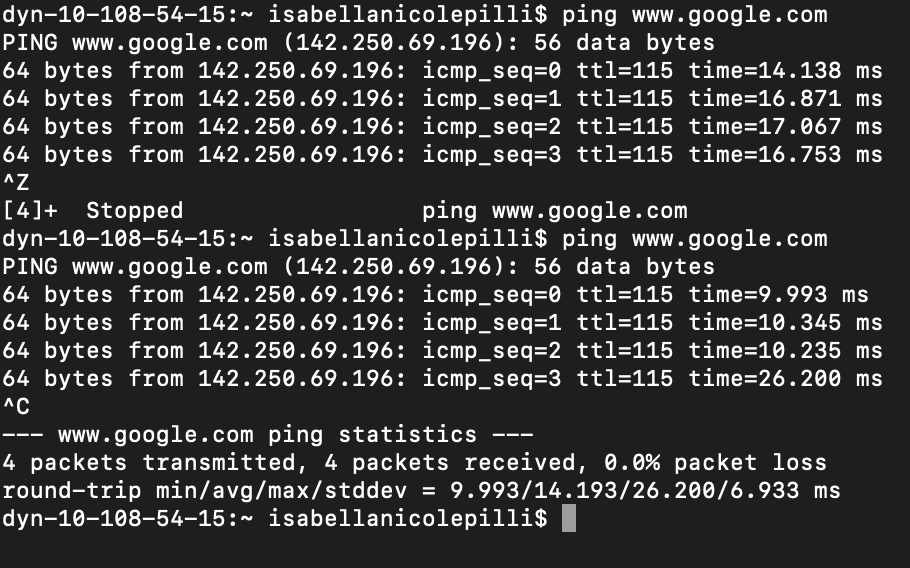 dyn-10-108-54-15:~ isabellanicolepilli$ ping www.google.com
PING www.google.com (142.250.69.196): 56 data bytes
64 bytes from 142.250.69.196: icmp_seq=0 ttl=115 time=14.138 ms
64 bytes from 142.250.69.196: icmp_seq=1 ttl=115 time=16.871 ms
64 bytes from 142.250.69.196: icmp_seq=2 ttl=115 time=17.067 ms
64 bytes from 142.250.69.196: icmp_seq=3 ttl=115 time=16.753 ms
^Z
[4]+  Stopped                 ping www.google.com
dyn-10-108-54-15:~ isabellanicolepilli$ ping www.google.com
PING www.google.com (142.250.69.196): 56 data bytes
64 bytes from 142.250.69.196: icmp_seq=0 ttl=115 time=9.993 ms
64 bytes from 142.250.69.196: icmp_seq=1 ttl=115 time=10.345 ms
64 bytes from 142.250.69.196: icmp_seq=2 ttl=115 time=10.235 ms
64 bytes from 142.250.69.196: icmp_seq=3 ttl=115 time=26.200 ms
^C
--- www.google.com ping statistics ---
4 packets transmitted, 4 packets received, 0.0% packet loss
round-trip min/avg/max/stddev = 9.993/14.193/26.200/6.933 ms
dyn-10-108-54-15:~ isabellanicolepilli$